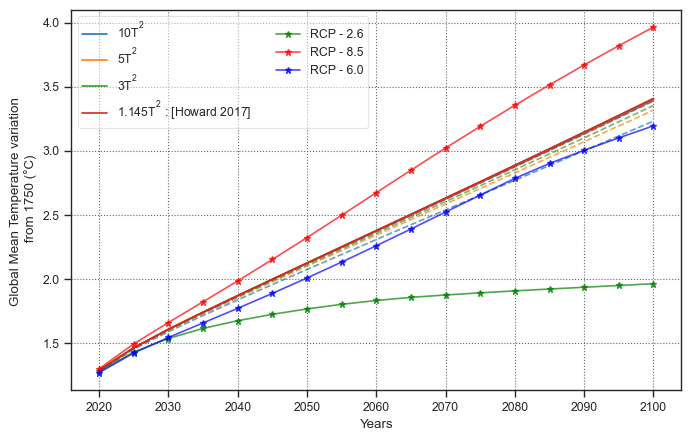 10T²
5T²
3T²
1.145T² : [Howard 2017]
RCP - 2.6
RCP - 8.5
RCP - 6.0
Global Mean Temperature variation
from 1750 (°C)
4.0
3.5
3.0
2.5
2.0
1.5
2020 2030 2040 2050 2060 2070 2080 2090 2100
Years